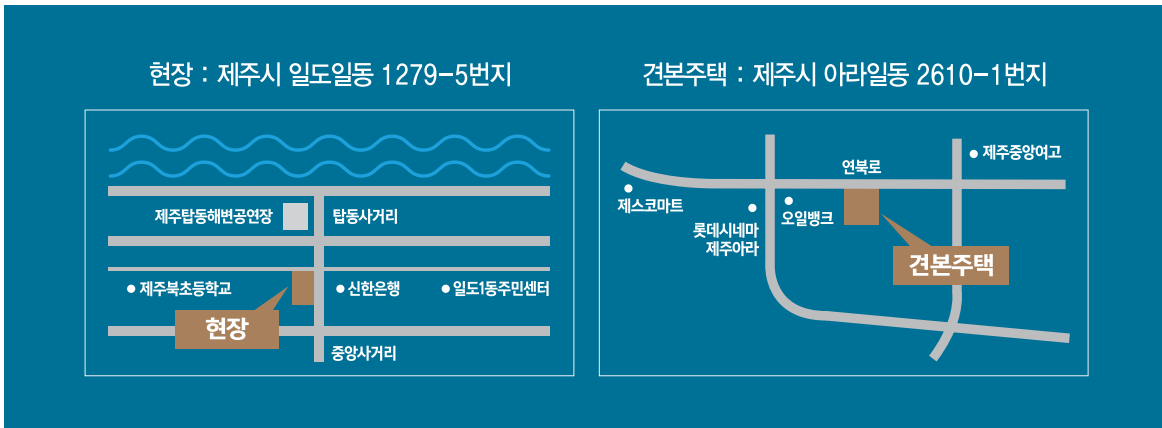 현장 : 제주시 일도일동 1279-5번지
제주탑동해변공연장
탑동사거리
제주북초등학교
신한은행
일도1동주민센터
현장
중앙사거리
견본주택 : 제주시 아라일동 2610-1번지
제주중앙여고
연북로
제스코마트
롯데시네마
제주아라
오일뱅크
견본주택